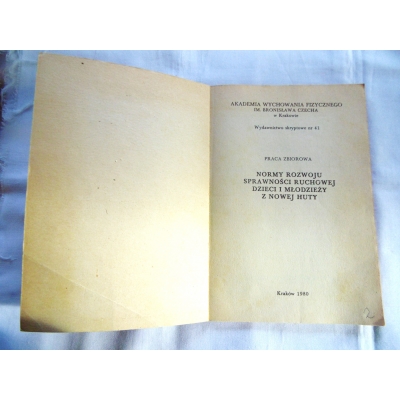 AKADEMIA WYCHOWANIA FIZYCZNEGO
IM. BRONISŁAWA CZECHA
w Krakowie
Wydawnictwo skryptowe nr 41
PRACA ZBIOROWA
NORMY ROZWOJU
SPRAWNOŚCI RUCHOWEJ
DZIECI I MŁODZIEŻY
Z NOWEJ HUTY
Kraków 1980
2